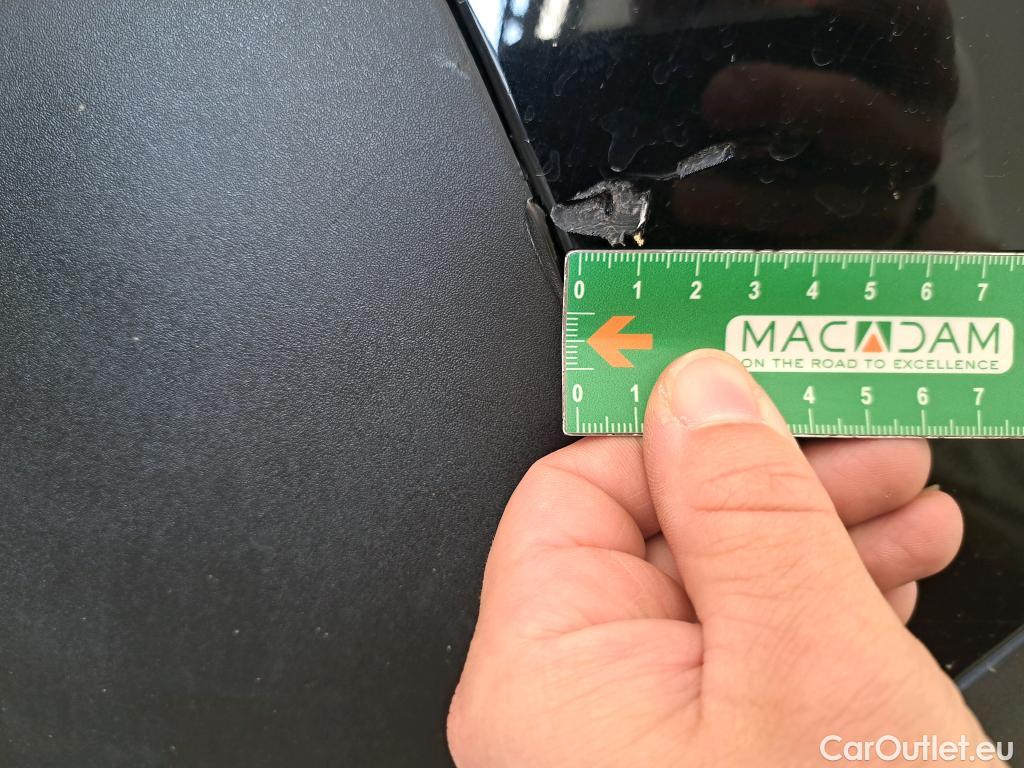 0 1 2 3 4 5 6 7
MACADAM
ON THE ROAD TO EXCELLENCE
0 1 4 5 6 7
CarOutlet.eu